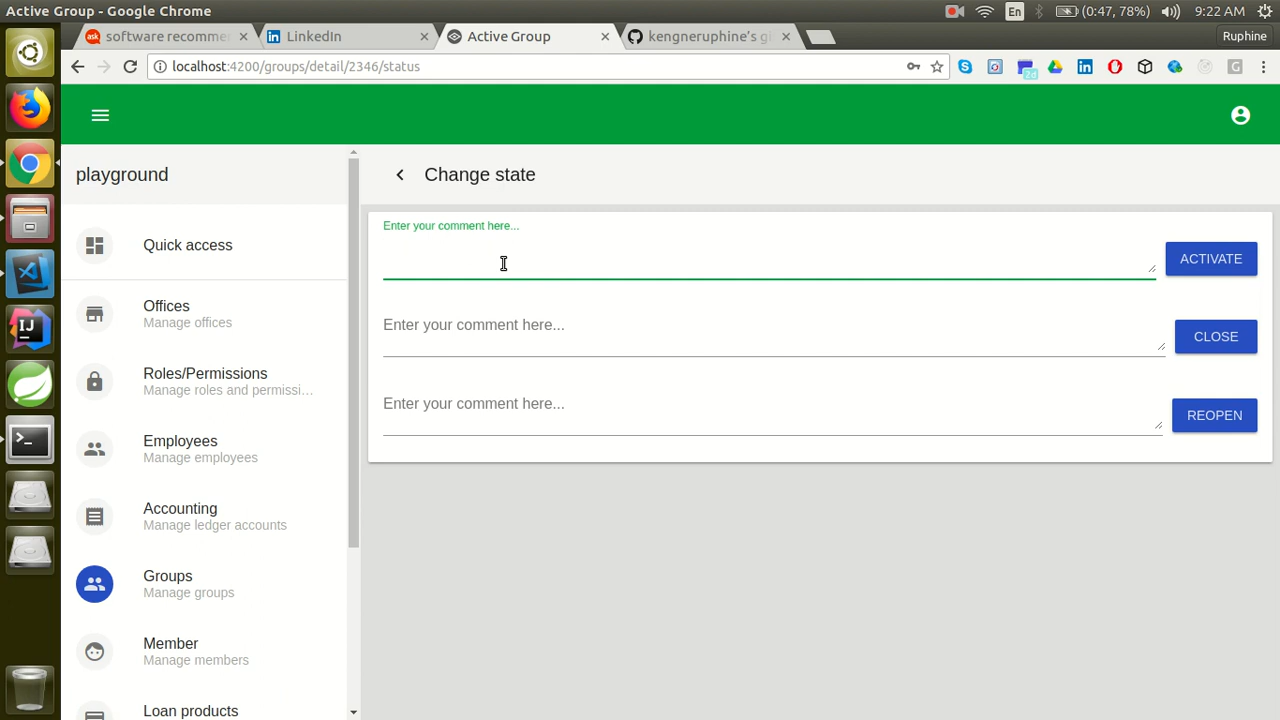 Active Group - Google Chrome
En
(0:47, 78%)
9:22 AM
software recomme
LinkedIn
Active Group
kengneruphine's gi
Ruphine
localhost:4200/groups/detail/2346/status
2d
playground
Change state
Quick access
Enter your comment here...
ACTIVATE
Offices
Manage offices
Enter your comment here...
CLOSE
Roles/Permissions
Manage roles and permissi...
Enter your comment here...
REOPEN
Employees
Manage employees
Accounting
Manage ledger accounts
Groups
Manage groups
Member
Manage members
Loan products